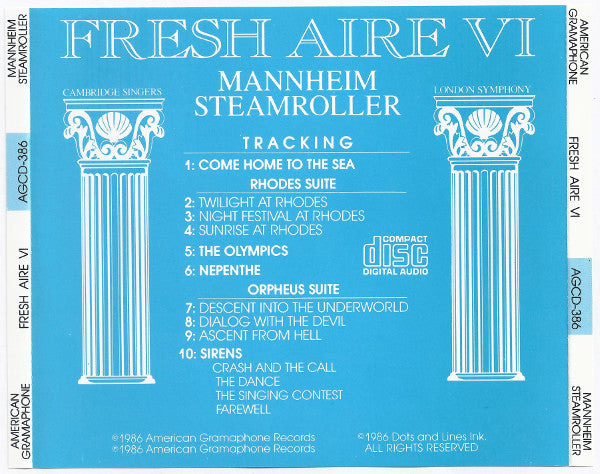 FRESH AIRE VI
MANNHEIM
STEAMROLLER
CAMBRIDGE SINGERS
LONDON SYMPHONY
TRACKING
1: COME HOME TO THE SEA
RHODES SUITE
2: TWILIGHT AT RHODES
3: NIGHT FESTIVAL AT RHODES
4: SUNRISE AT RHODES
5: THE OLYMPICS
6: NEPENTHE
COMPACT
disc
DIGITAL AUDIO
ORPHEUS SUITE
7: DESCENT INTO THE UNDERWORLD
8: DIALOG WITH THE DEVIL
9: ASCENT FROM HELL
10: SIRENS
CRASH AND THE CALL
THE DANCE
THE SINGING CONTEST
FAREWELL
©1986 American Gramaphone Records
℗1986 American Gramaphone Records
©1986 Dots and Lines Ink.
ALL RIGHTS RESERVED
AMERICAN
GRAMAPHONE
FRESH AIRE VI
AGCD-386
MANNHEIM
STEAMROLLER
AMERICAN
GRAMAPHONE
FRESH AIRE VI
AGCD-386
MANNHEIM
STEAMROLLER